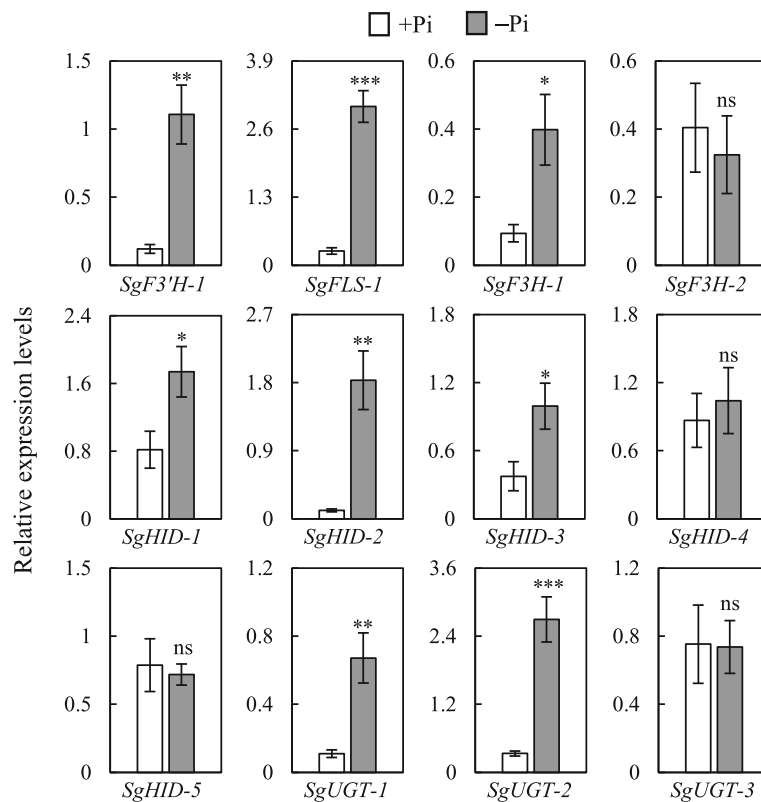 +Pi −Pi
Relative expression levels
1.5 3.9 0.6 0.6
** *** * ns
1 2.6 0.4 0.4
0.5 1.3 0.2 0.2
0 0 0 0
SgF3'H-1 SgFLS-1 SgF3H-1 SgF3H-2
2.4 2.7 1.8 1.8
* ** * ns
1.6 1.8 1.2 1.2
0.8 0.9 0.6 0.6
0 0 0 0
SgHID-1 SgHID-2 SgHID-3 SgHID-4
1.5 1.2 3.6 1.2
ns ** *** ns
1 0.8 2.4 0.8
0.5 0.4 1.2 0.4
0 0 0 0
SgHID-5 SgUGT-1 SgUGT-2 SgUGT-3